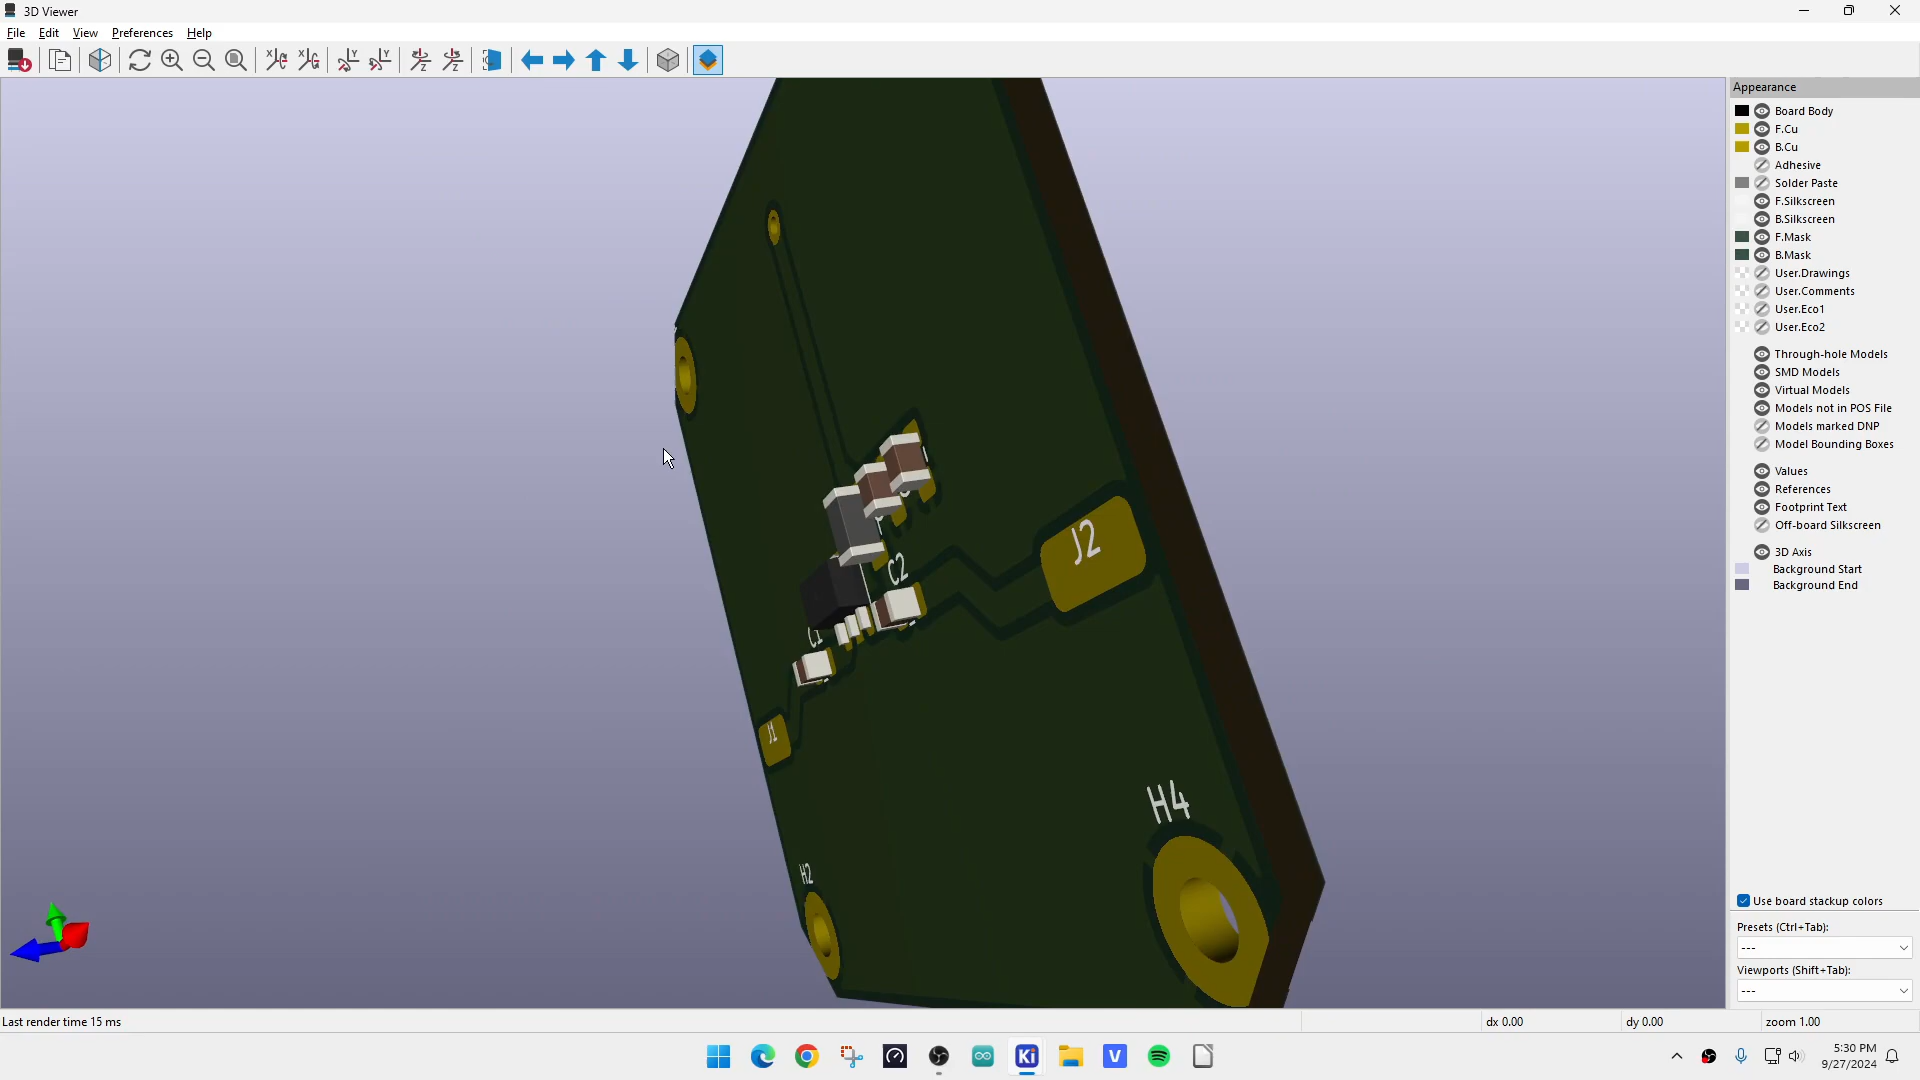 3D Viewer
File Edit View Preferences Help
Appearance
Board Body
F.Cu
B.Cu
Adhesive
Solder Paste
F.Silkscreen
B.Silkscreen
F.Mask
B.Mask
User.Drawings
User.Comments
User.Eco1
User.Eco2
Through-hole Models
SMD Models
Virtual Models
Models not in POS File
Models marked DNP
Model Bounding Boxes
Values
References
Footprint Text
Off-board Silkscreen
3D Axis
Background Start
Background End
J2
C2
C1
J1
H4
H2
Use board stackup colors
Presets (Ctrl+Tab):
---
Viewports (Shift+Tab):
---
Last render time 15 ms
dx 0.00
dy 0.00
zoom 1.00
Ki
V
5:30 PM
9/27/2024